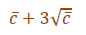 c̄ + 3√c̿